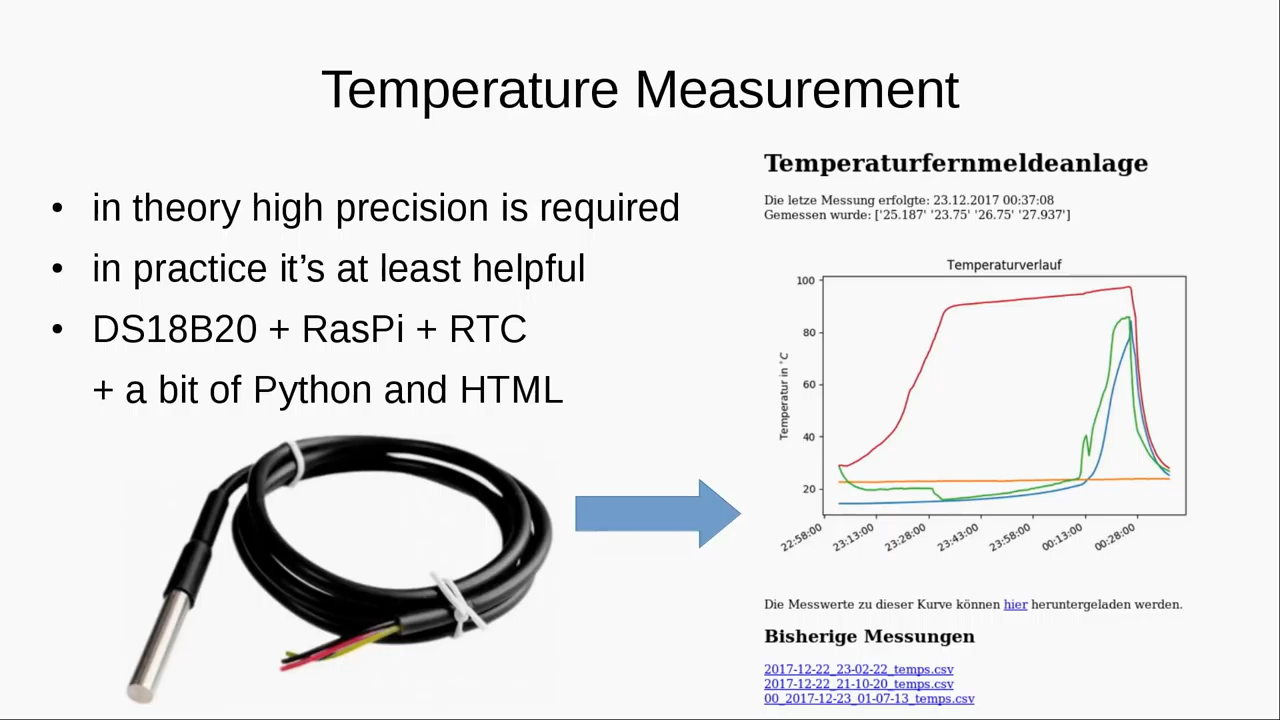 Temperature Measurement
• in theory high precision is required
• in practice it’s at least helpful
• DS18B20 + RasPi + RTC
+ a bit of Python and HTML
Temperaturfernmeldeanlage
Die letze Messung erfolgte: 23.12.2017 00:37:08
Gemessen wurde: ['25.187' '23.75' '26.75' '27.937']
Temperaturverlauf
Temperatur in °C
100
80
60
40
20
22:58:00
23:13:00
23:28:00
23:43:00
23:58:00
00:13:00
00:28:00
Die Messwerte zu dieser Kurve können hier heruntergeladen werden.
Bisherige Messungen
2017-12-22_23-02-22_temps.csv
2017-12-22_21-10-20_temps.csv
00_2017-12-23_01-07-13_temps.csv